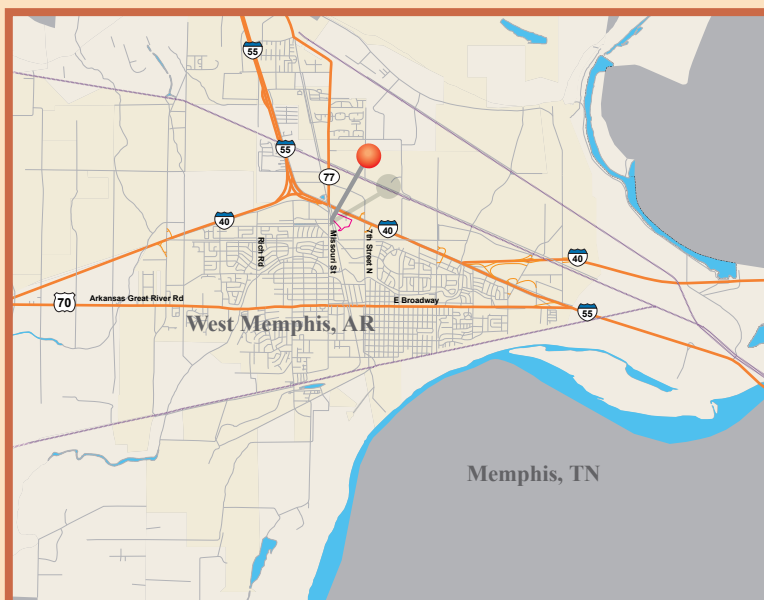 55
55
77
40
40
40
Rich Rd
Missouri St
7th Street N
70
Arkansas Great River Rd
E Broadway
55
West Memphis, AR
Memphis, TN